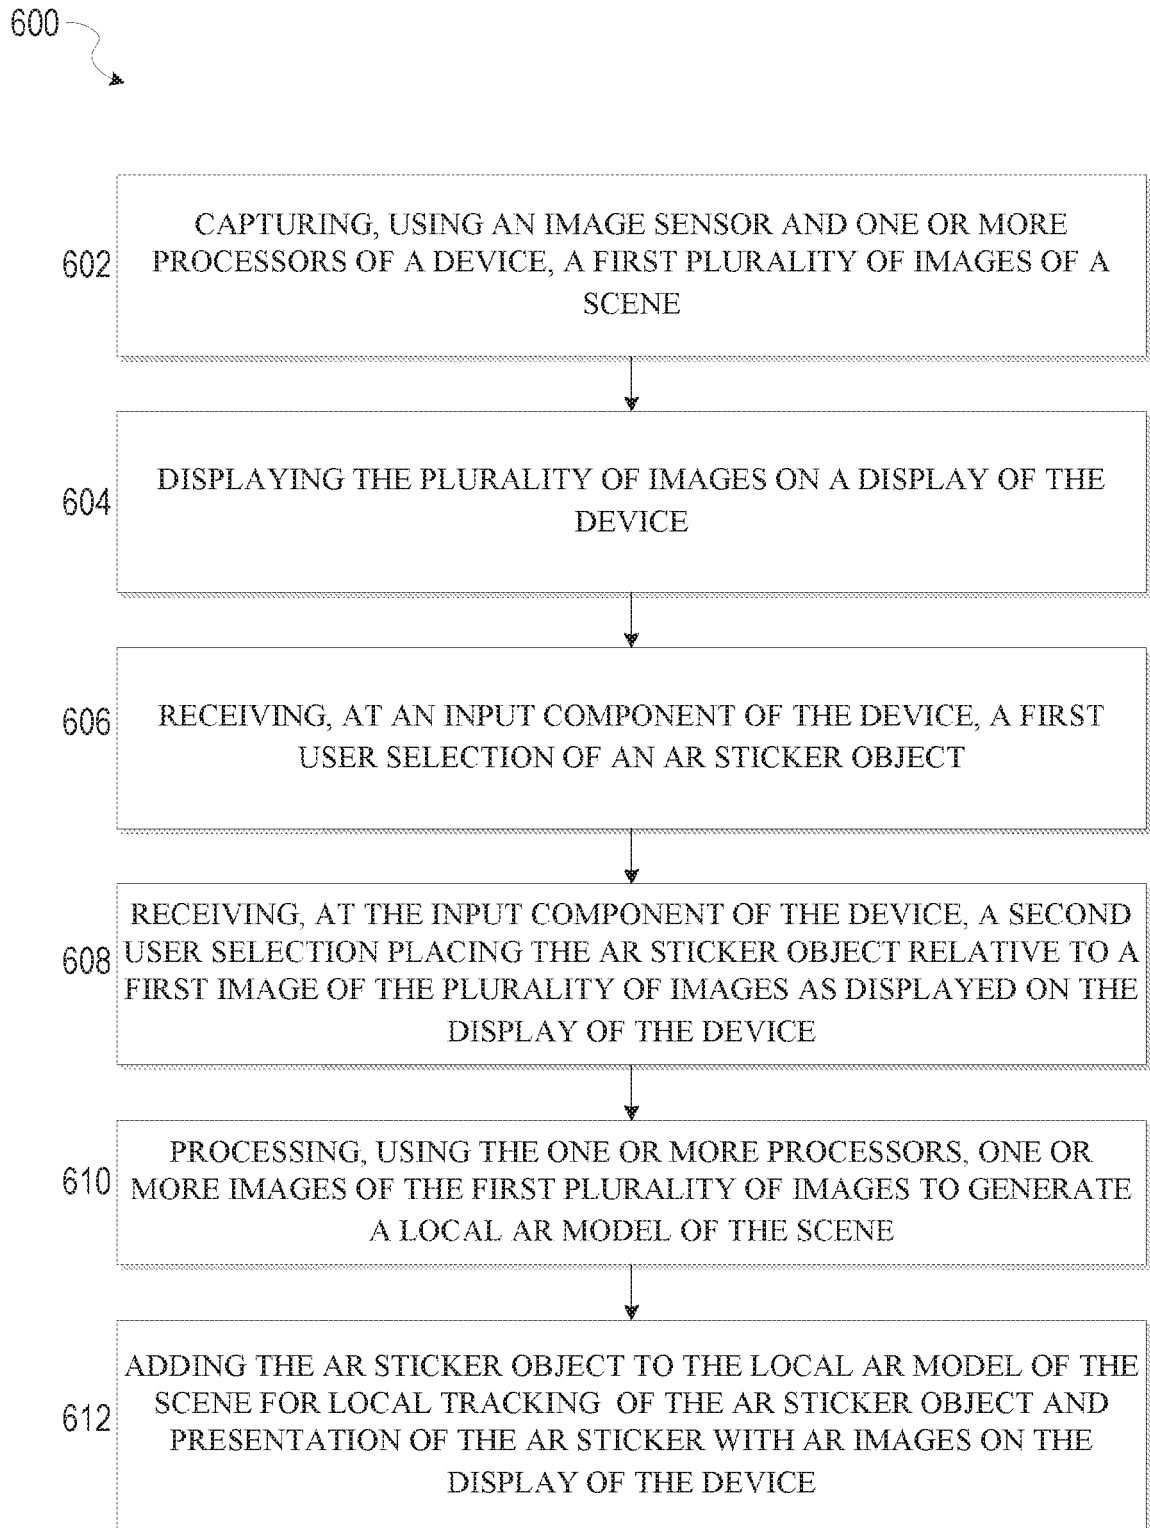 600
602
CAPTURING, USING AN IMAGE SENSOR AND ONE OR MORE
PROCESSORS OF A DEVICE, A FIRST PLURALITY OF IMAGES OF A
SCENE
604
DISPLAYING THE PLURALITY OF IMAGES ON A DISPLAY OF THE
DEVICE
606
RECEIVING, AT AN INPUT COMPONENT OF THE DEVICE, A FIRST
USER SELECTION OF AN AR STICKER OBJECT
608
RECEIVING, AT THE INPUT COMPONENT OF THE DEVICE, A SECOND
USER SELECTION PLACING THE AR STICKER OBJECT RELATIVE TO A
FIRST IMAGE OF THE PLURALITY OF IMAGES AS DISPLAYED ON THE
DISPLAY OF THE DEVICE
610
PROCESSING, USING THE ONE OR MORE PROCESSORS, ONE OR
MORE IMAGES OF THE FIRST PLURALITY OF IMAGES TO GENERATE
A LOCAL AR MODEL OF THE SCENE
612
ADDING THE AR STICKER OBJECT TO THE LOCAL AR MODEL OF THE
SCENE FOR LOCAL TRACKING OF THE AR STICKER OBJECT AND
PRESENTATION OF THE AR STICKER WITH AR IMAGES ON THE
DISPLAY OF THE DEVICE